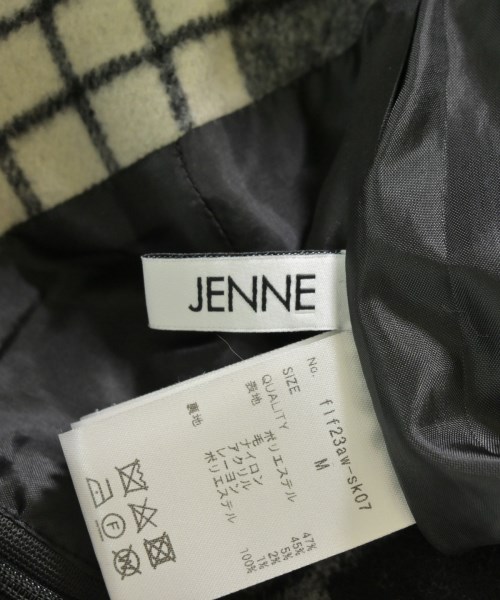 JENNE
No. flf23aw-sk07
SIZE M
QUALITY
表地 ポリエステル 47%
毛 45%
ナイロン 5%
アクリル 2%
レーヨン 1%
裏地 ポリエステル 100%